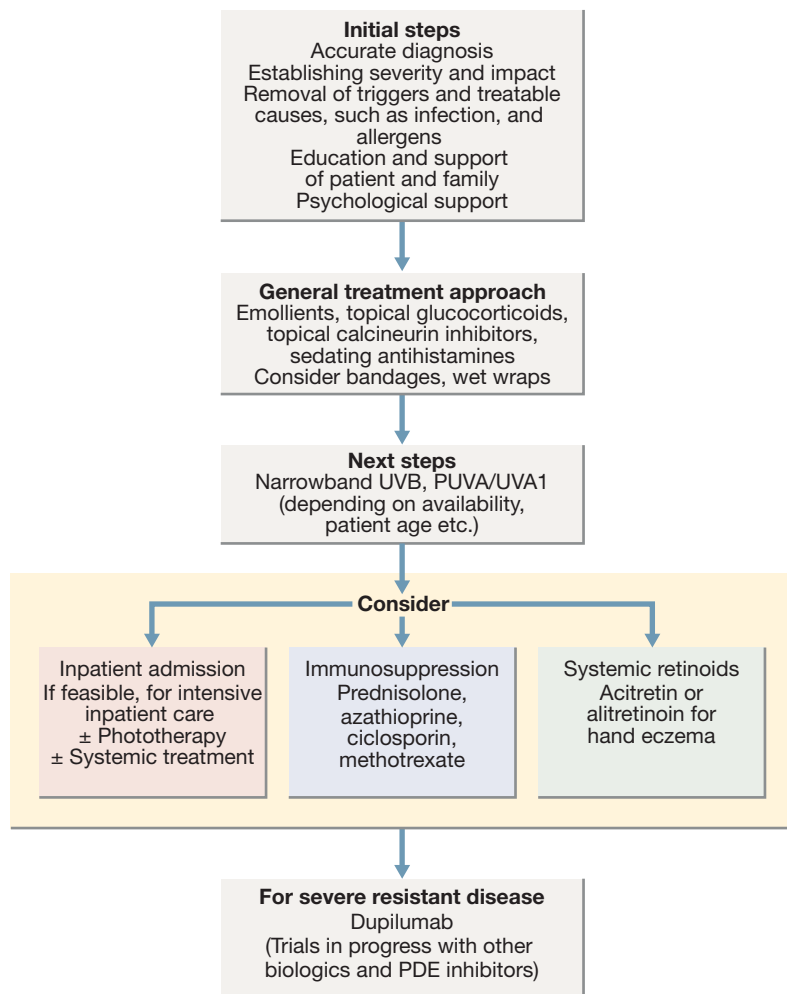 Initial steps
Accurate diagnosis
Establishing severity and impact
Removal of triggers and treatable
causes, such as infection, and
allergens
Education and support
of patient and family
Psychological support
General treatment approach
Emollients, topical glucocorticoids,
topical calcineurin inhibitors,
sedating antihistamines
Consider bandages, wet wraps
Next steps
Narrowband UVB, PUVA/UVA1
(depending on availability,
patient age etc.)
Consider
Inpatient admission
If feasible, for intensive
inpatient care
± Phototherapy
± Systemic treatment
Immunosuppression
Prednisolone,
azathioprine,
ciclosporin,
methotrexate
Systemic retinoids
Acitretin or
alitretinoin for
hand eczema
For severe resistant disease
Dupilumab
(Trials in progress with other
biologics and PDE inhibitors)